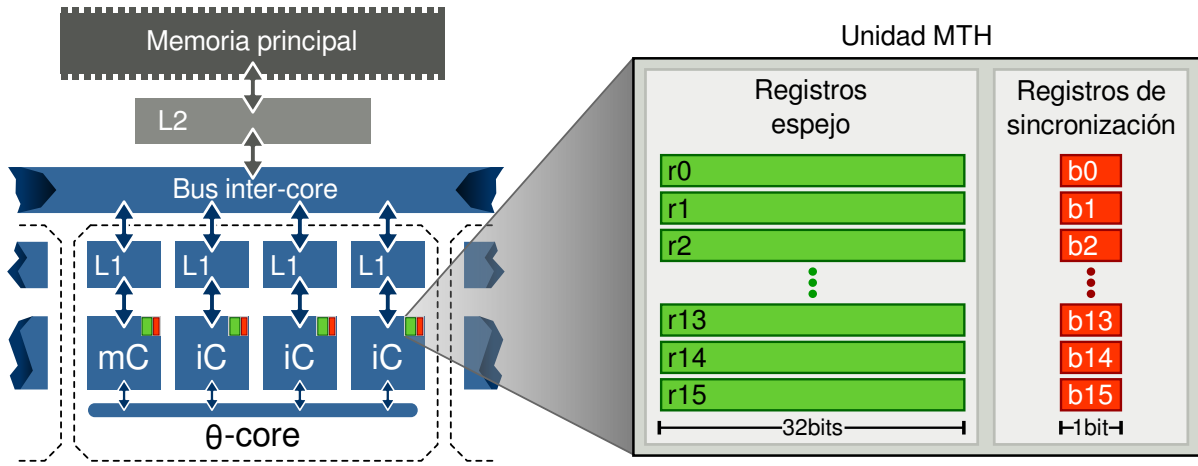 Memoria principal
L2
Bus inter-core
L1 L1 L1 L1
mC iC iC iC
θ-core
Unidad MTH
Registros
espejo
r0
r1
r2
r13
r14
r15
32bits
Registros de
sincronización
b0
b1
b2
b13
b14
b15
1bit